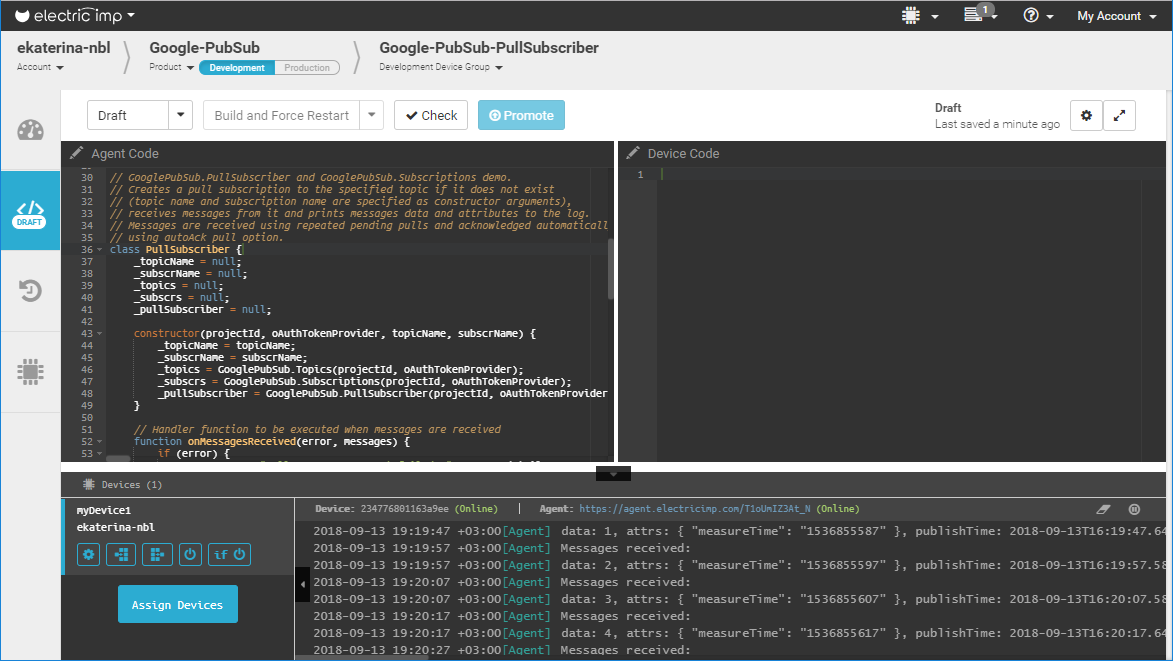 electric imp
1
My Account
ekaterina-nbl
Account
Google-PubSub
Product Development Production
Google-PubSub-PullSubscriber
Development Device Group
Draft Build and Force Restart Check Promote
Draft
Last saved a minute ago
DRAFT
Agent Code
30 // GooglePubSub.PullSubscriber and GooglePubSub.Subscriptions demo.
31 // Creates a pull subscription to the specified topic if it does not exist
32 // (topic name and subscription name are specified as constructor arguments),
33 // receives messages from it and prints messages data and attributes to the log.
34 // Messages are received using repeated pending pulls and acknowledged automaticall
35 // using autoAck pull option.
36 class PullSubscriber {
37 _topicName = null;
38 _subscrName = null;
39 _topics = null;
40 _subscrs = null;
41 _pullSubscriber = null;
42
43 constructor(projectId, oAuthTokenProvider, topicName, subscrName) {
44 _topicName = topicName;
45 _subscrName = subscrName;
46 _topics = GooglePubSub.Topics(projectId, oAuthTokenProvider);
47 _subscrs = GooglePubSub.Subscriptions(projectId, oAuthTokenProvider);
48 _pullSubscriber = GooglePubSub.PullSubscriber(projectId, oAuthTokenProvider
49 }
50
51 // Handler function to be executed when messages are received
52 function onMessagesReceived(error, messages) {
53 if (error) {
Device Code
1
Devices (1)
myDevice1
ekaterina-nbl
if
Assign Devices
Device: 234776801163a9ee (Online) | Agent: https://agent.electricimp.com/T1oUmIZ3At_N (Online)
2018-09-13 19:19:47 +03:00[Agent] data: 1, attrs: { "measureTime": "1536855587" }, publishTime: 2018-09-13T16:19:47.64
2018-09-13 19:19:57 +03:00[Agent] Messages received:
2018-09-13 19:19:57 +03:00[Agent] data: 2, attrs: { "measureTime": "1536855597" }, publishTime: 2018-09-13T16:19:57.58
2018-09-13 19:20:07 +03:00[Agent] Messages received:
2018-09-13 19:20:07 +03:00[Agent] data: 3, attrs: { "measureTime": "1536855607" }, publishTime: 2018-09-13T16:20:07.58
2018-09-13 19:20:17 +03:00[Agent] Messages received:
2018-09-13 19:20:17 +03:00[Agent] data: 4, attrs: { "measureTime": "1536855617" }, publishTime: 2018-09-13T16:20:17.64
2018-09-13 19:20:27 +03:00[Agent] Messages received: